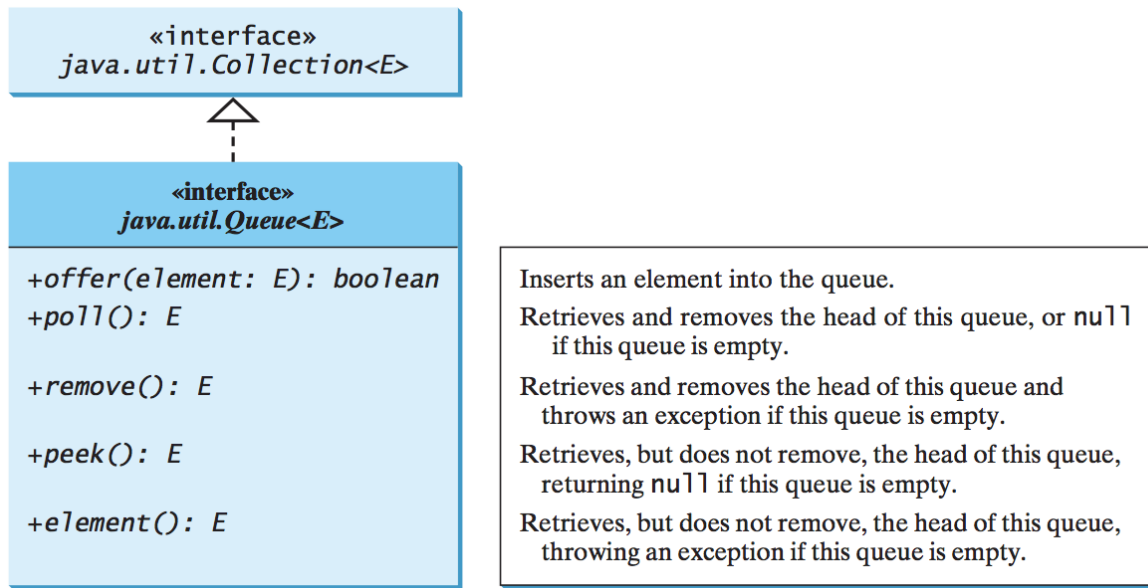 «interface»
java.util.Collection<E>
«interface»
java.util.Queue<E>
+offer(element: E): boolean
Inserts an element into the queue.
+poll(): E
Retrieves and removes the head of this queue, or null
if this queue is empty.
+remove(): E
Retrieves and removes the head of this queue and
throws an exception if this queue is empty.
+peek(): E
Retrieves, but does not remove, the head of this queue,
returning null if this queue is empty.
+element(): E
Retrieves, but does not remove, the head of this queue,
throwing an exception if this queue is empty.